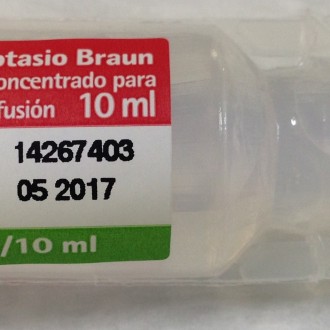 otasio Braun
oncentrado para
fusión 10 ml
14267403
05 2017
/10 ml